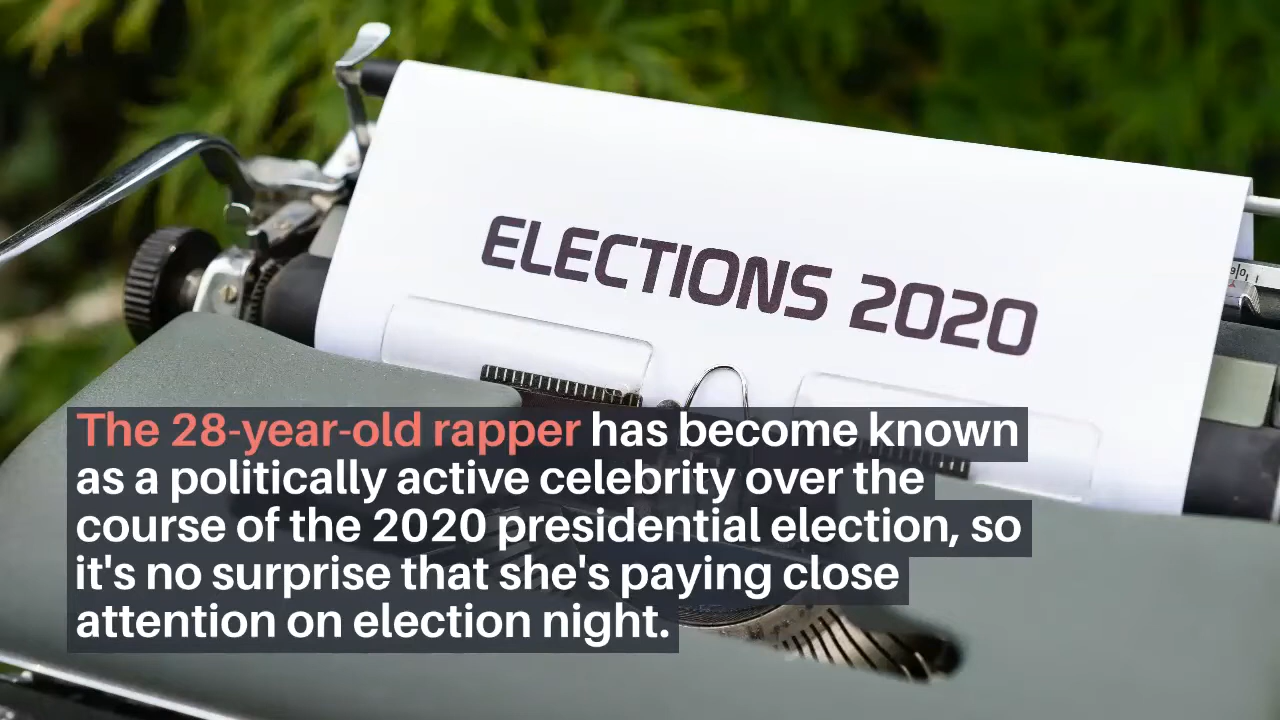 ELECTIONS 2020
The 28-year-old rapper has become known
as a politically active celebrity over the
course of the 2020 presidential election, so
it's no surprise that she's paying close
attention on election night.